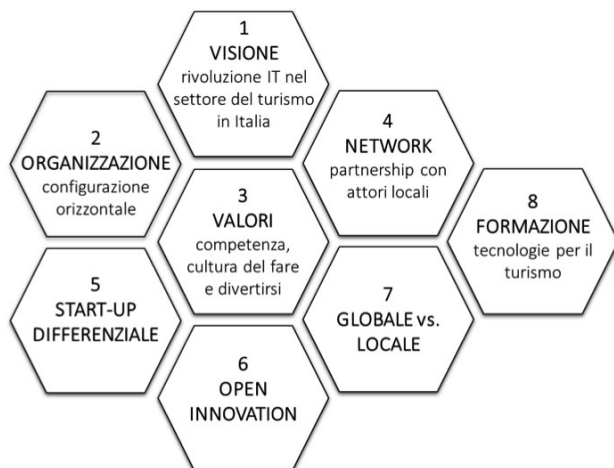 1
VISIONE
rivoluzione IT nel
settore del turismo
in Italia
2
ORGANIZZAZIONE
configurazione
orizzontale
3
VALORI
competenza,
cultura del fare
e divertirsi
4
NETWORK
partnership con
attori locali
5
START-UP
DIFFERENZIALE
6
OPEN
INNOVATION
7
GLOBALE vs.
LOCALE
8
FORMAZIONE
tecnologie per il
turismo